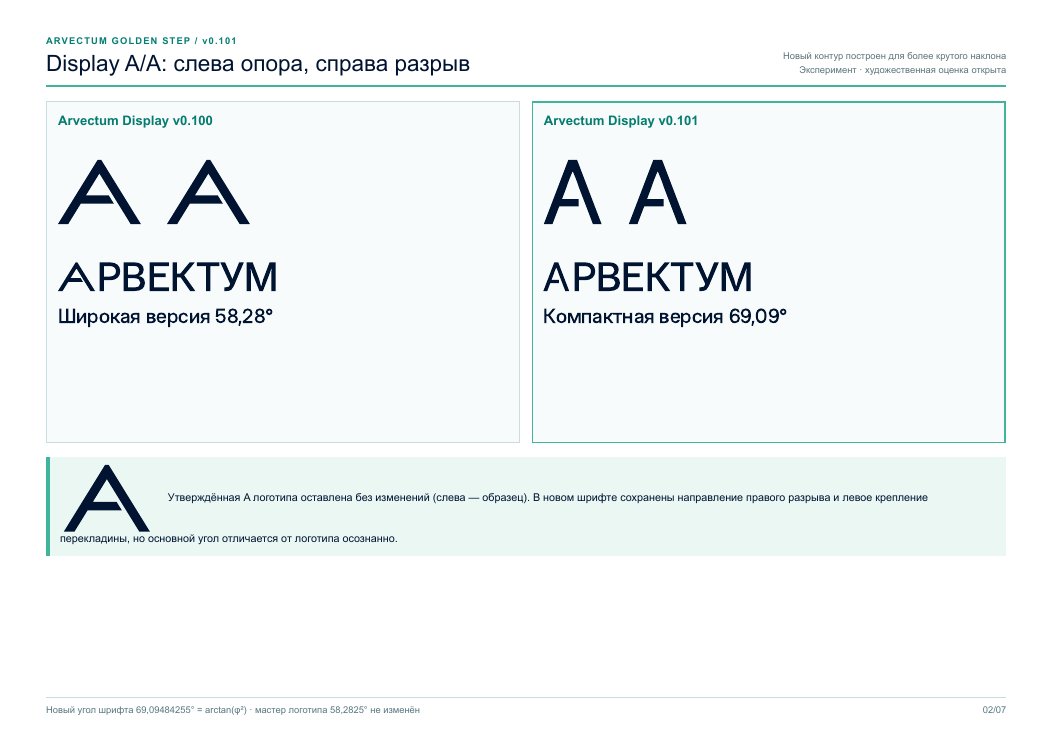 ARVECTUM GOLDEN STEP / v0.101
Display A/A: слева опора, справа разрыв
Новый контур построен для более крутого наклона
Эксперимент · художественная оценка открыта
Arvectum Display v0.100
A А
АРВЕКТУМ
Широкая версия 58,28°
Arvectum Display v0.101
A А
АРВЕКТУМ
Компактная версия 69,09°
A Утверждённая A логотипа оставлена без изменений (слева — образец). В новом шрифте сохранены направление правого разрыва и левое крепление
перекладины, но основной угол отличается от логотипа осознанно.
Новый угол шрифта 69,09484255° = arctan(φ²) · мастер логотипа 58,2825° не изменён
02/07